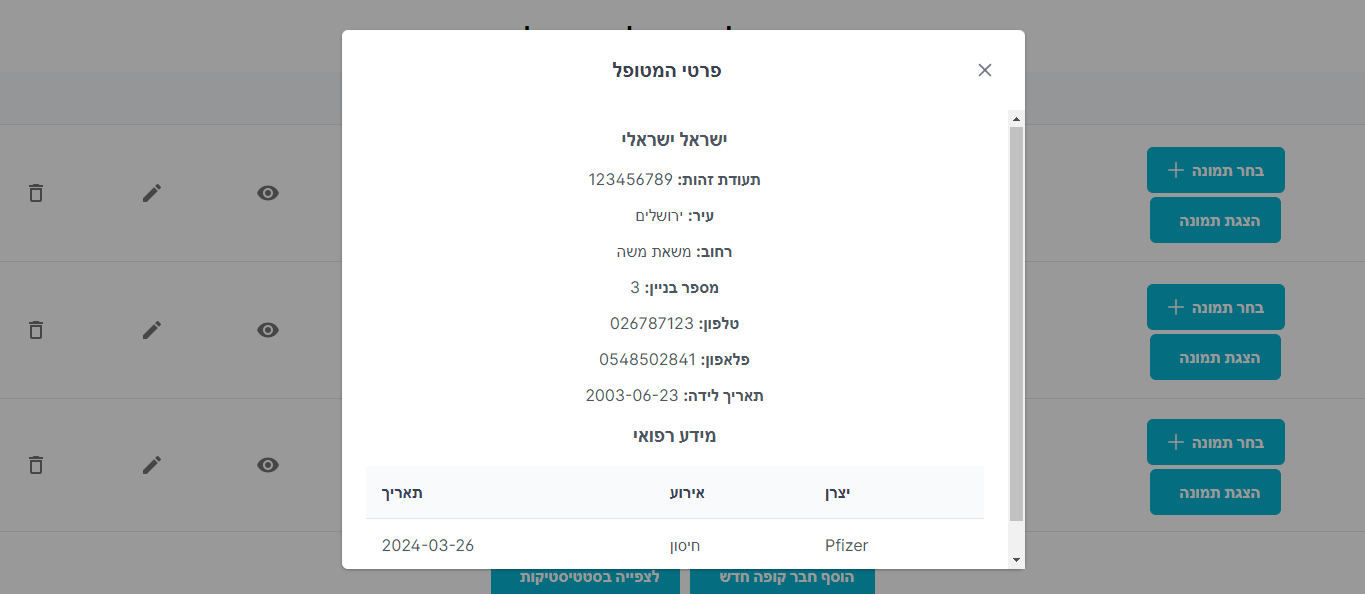 פרטי המטופל
ישראל ישראלי
תעודת זהות: 123456789
עיר: ירושלים
רחוב: משאת משה
מספר בניין: 3
טלפון: 026787123
פלאפון: 0548502841
תאריך לידה: 2003-06-23
מידע רפואי
יצרן אירוע תאריך
Pfizer חיסון 2024-03-26
בחר תמונה
הצגת תמונה
בחר תמונה
הצגת תמונה
בחר תמונה
הצגת תמונה
הוסף חבר קופה חדש
לצפייה בסטטיסטיקות